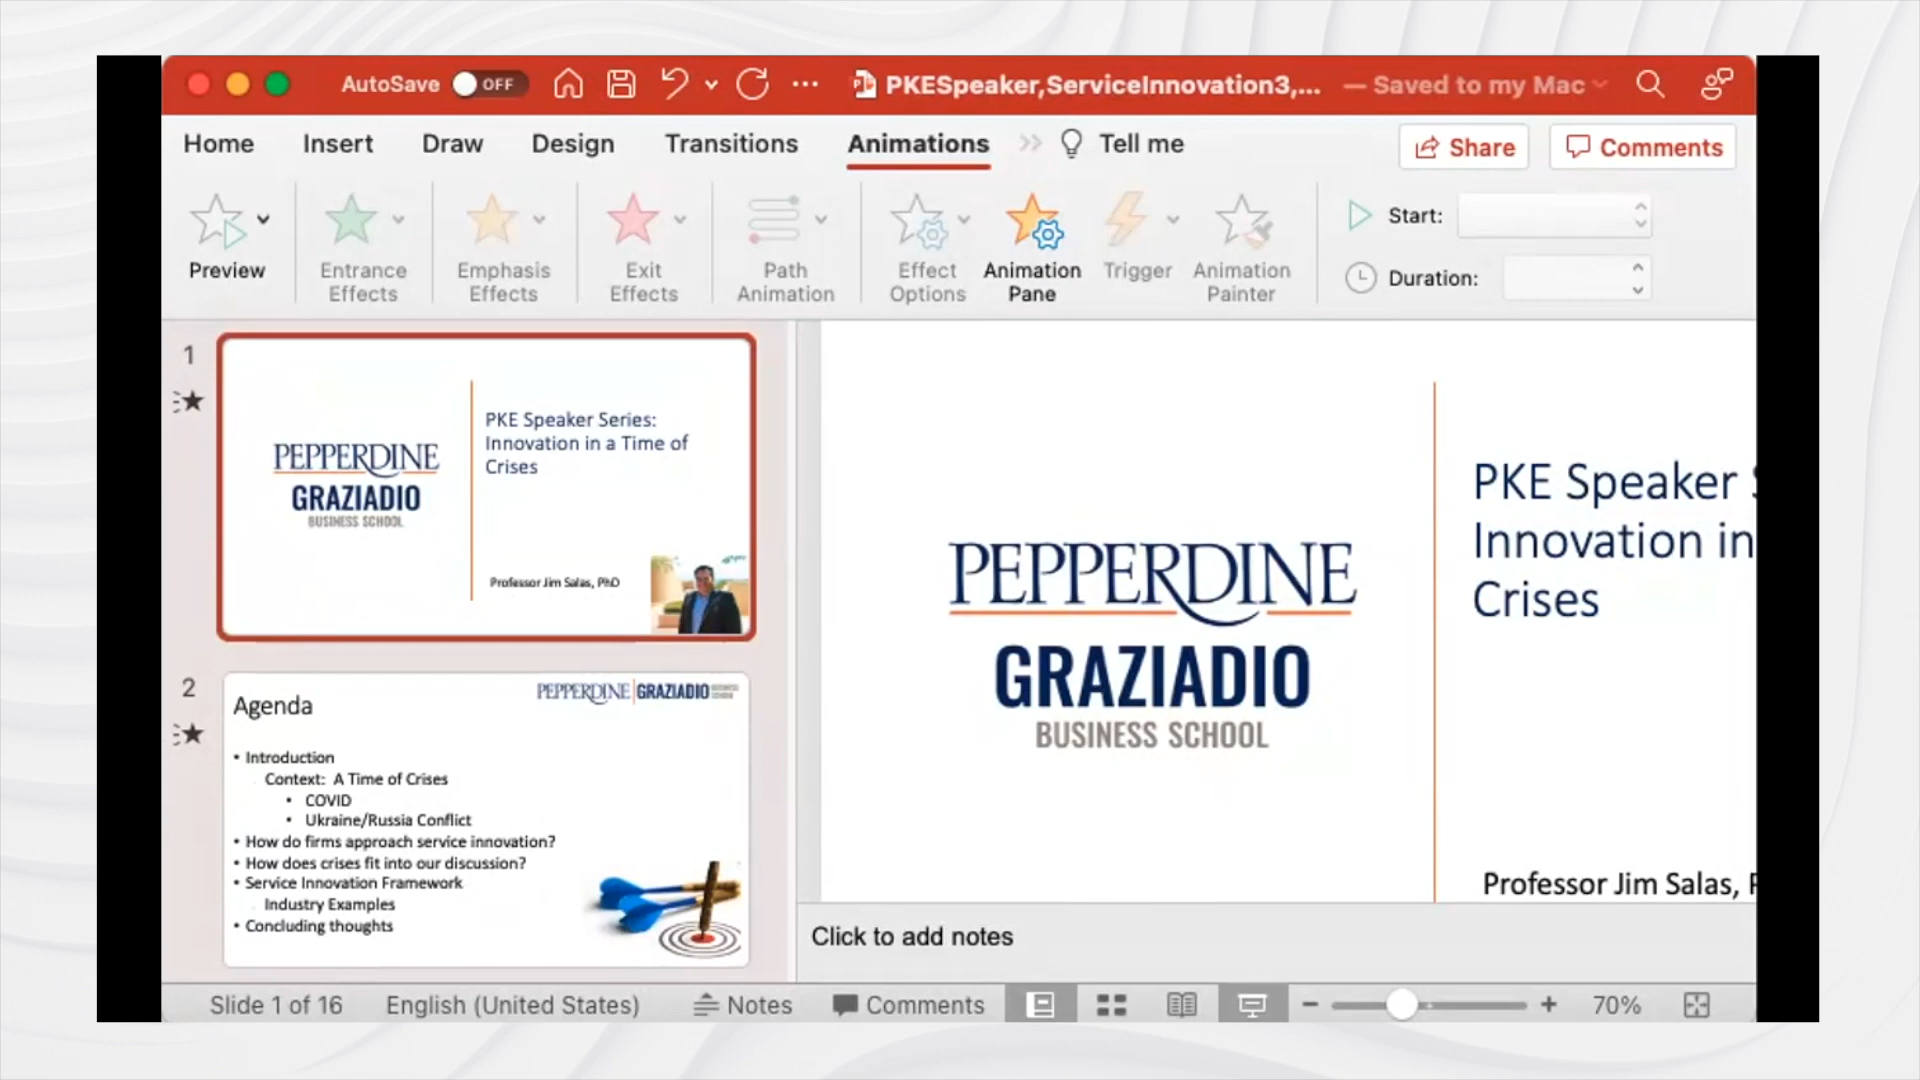 AutoSave OFF PKESpeaker,ServiceInnovation3,... — Saved to my Mac
Home Insert Draw Design Transitions Animations Tell me Share Comments
Preview
Entrance Effects
Emphasis Effects
Exit Effects
Path Animation
Effect Options
Animation Pane
Trigger
Animation Painter
Start:
Duration:
1
PEPPERDINE
GRAZIADIO
BUSINESS SCHOOL
PKE Speaker Series:
Innovation in a Time of
Crises
Professor Jim Salas, PhD
2
Agenda
PEPPERDINE GRAZIADIO BUSINESS SCHOOL
• Introduction
Context: A Time of Crises
• COVID
• Ukraine/Russia Conflict
• How do firms approach service innovation?
• How does crises fit into our discussion?
• Service Innovation Framework
Industry Examples
• Concluding thoughts
PEPPERDINE
GRAZIADIO
BUSINESS SCHOOL
PKE Speaker
Innovation in
Crises
Professor Jim Salas,
Click to add notes
Slide 1 of 16 English (United States) Notes Comments 70%